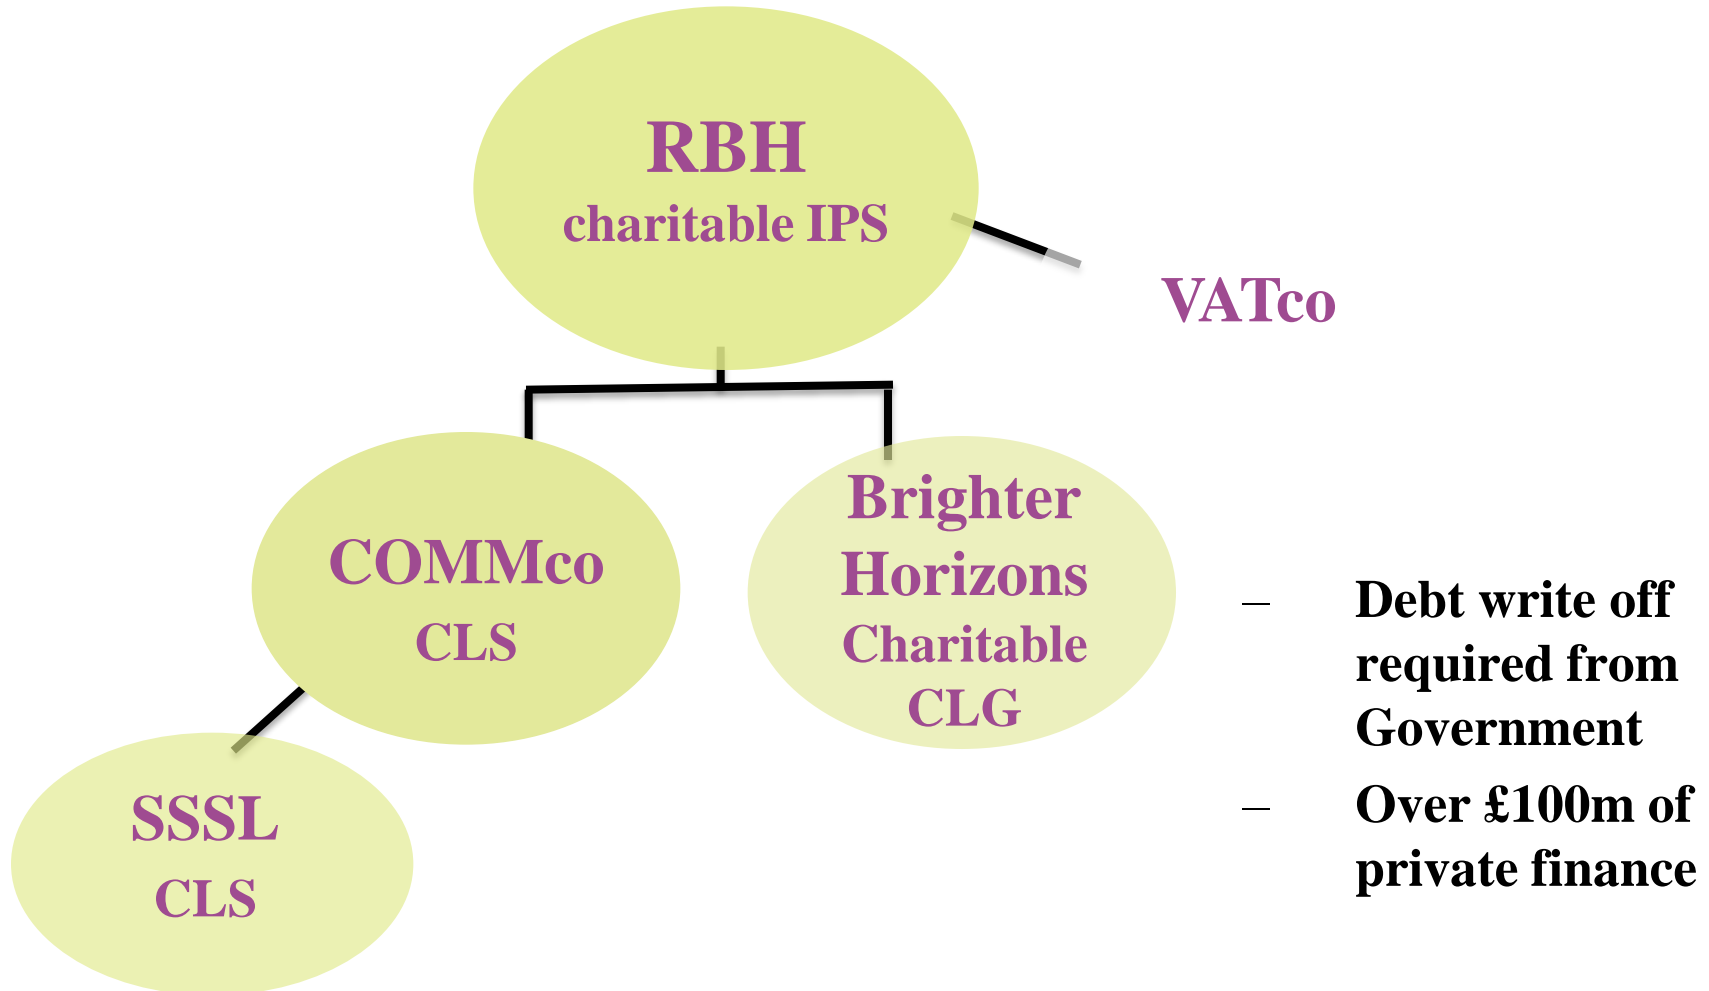 RBH
charitable IPS
VATco
COMMco
CLS
Brighter
Horizons
Charitable
CLG
SSSL
CLS
– Debt write off
required from
Government
– Over £100m of
private finance